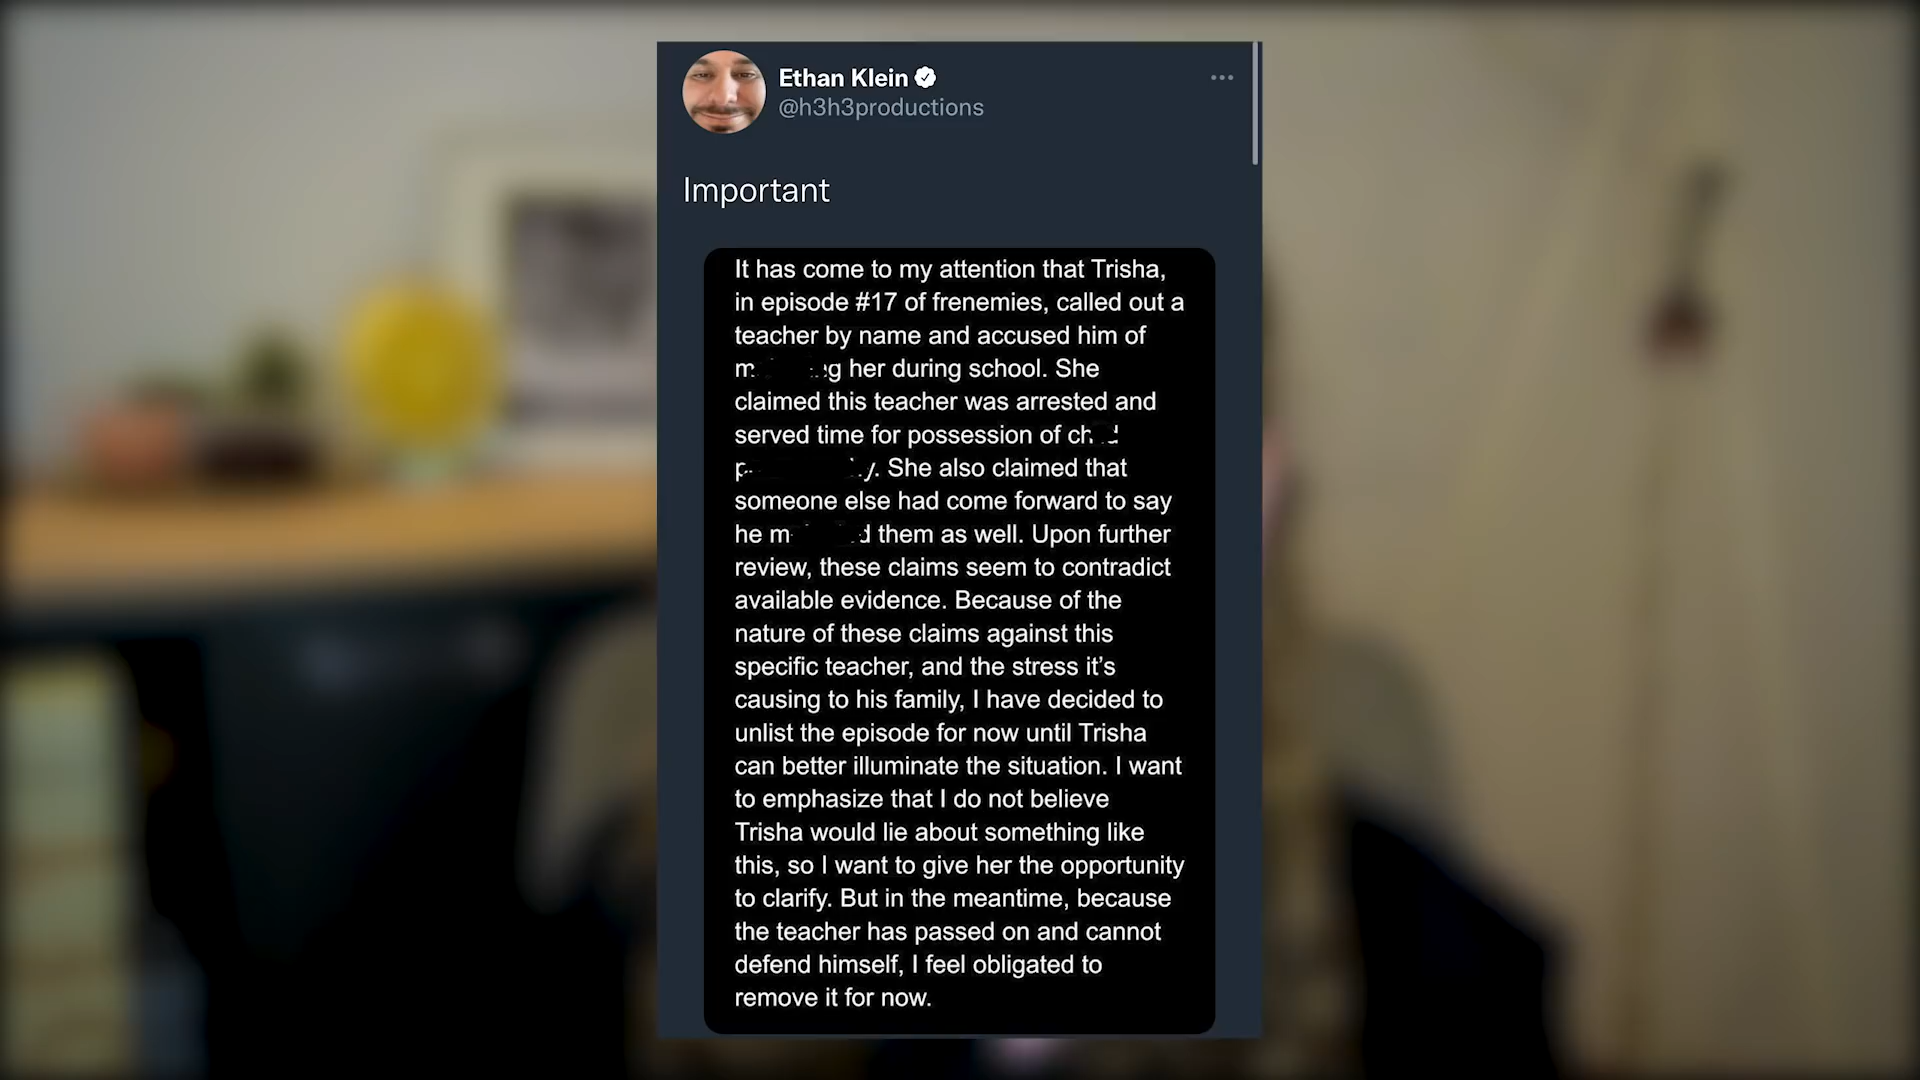 Ethan Klein
@h3h3productions
Important
It has come to my attention that Trisha,
in episode #17 of frenemies, called out a
teacher by name and accused him of
her during school. She
claimed this teacher was arrested and
served time for possession of
She also claimed that
someone else had come forward to say
he them as well. Upon further
review, these claims seem to contradict
available evidence. Because of the
nature of these claims against this
specific teacher, and the stress it’s
causing to his family, I have decided to
unlist the episode for now until Trisha
can better illuminate the situation. I want
to emphasize that I do not believe
Trisha would lie about something like
this, so I want to give her the opportunity
to clarify. But in the meantime, because
the teacher has passed on and cannot
defend himself, I feel obligated to
remove it for now.